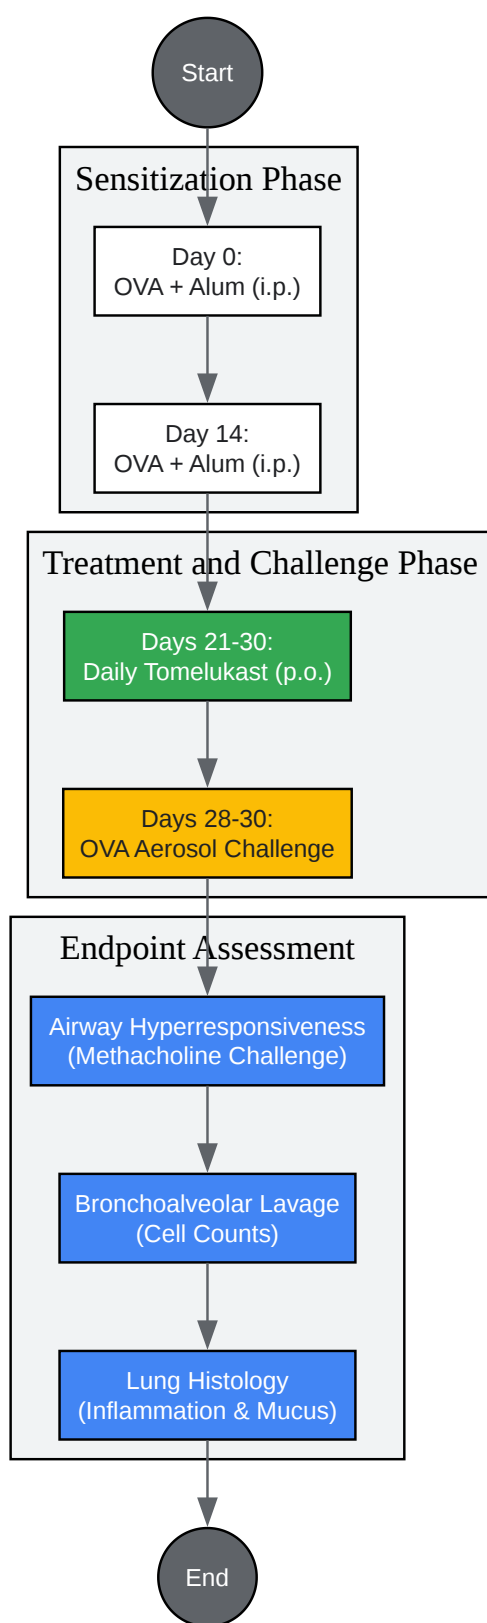 Start
Sensitization Phase
Day 0:
OVA + Alum (i.p.)
Day 14:
OVA + Alum (i.p.)
Treatment and Challenge Phase
Days 21-30:
Daily Tomelukast (p.o.)
Days 28-30:
OVA Aerosol Challenge
Endpoint Assessment
Airway Hyperresponsiveness
(Methacholine Challenge)
Bronchoalveolar Lavage
(Cell Counts)
Lung Histology
(Inflammation & Mucus)
End